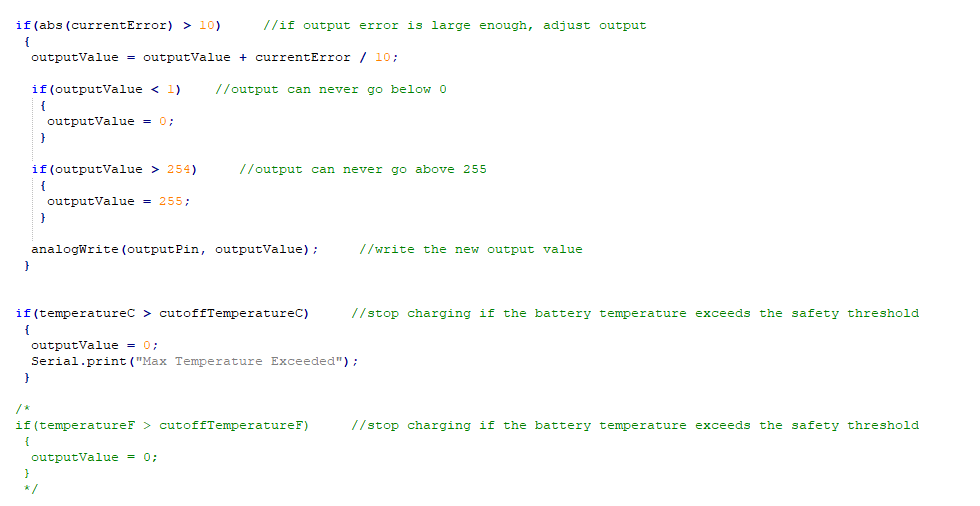 if(abs(currentError) > 10)     //if output error is large enough, adjust output
 {
  outputValue = outputValue + currentError / 10;

  if(outputValue < 1)    //output can never go below 0
   {
    outputValue = 0;
   }

  if(outputValue > 254)     //output can never go above 255
   {
    outputValue = 255;
   }

  analogWrite(outputPin, outputValue);     //write the new output value
 }


if(temperatureC > cutoffTemperatureC)     //stop charging if the battery temperature exceeds the safety threshold
 {
  outputValue = 0;
  Serial.print("Max Temperature Exceeded");
 }

/*
if(temperatureF > cutoffTemperatureF)     //stop charging if the battery temperature exceeds the safety threshold
 {
  outputValue = 0;
 }
 */